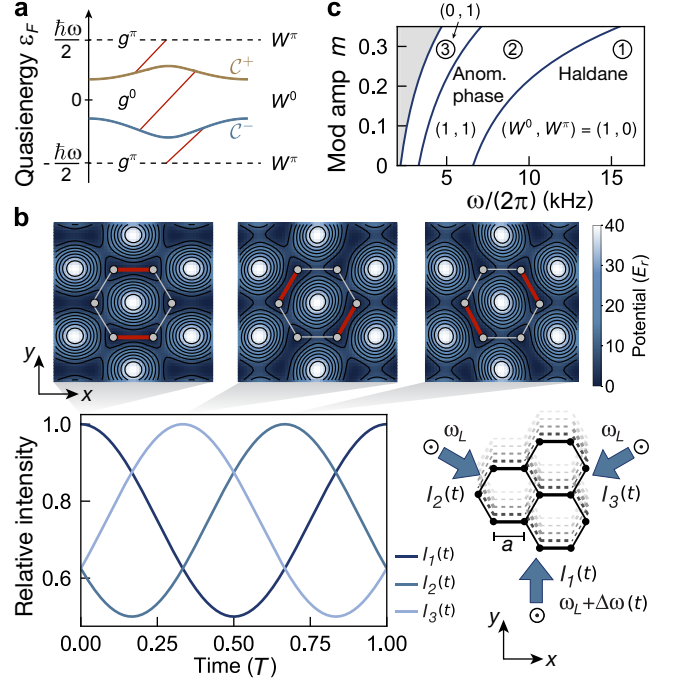 a
Quasienergy ε_F
ħω
2
0
−ħω
2
g^π
g^0
g^π
C^+
C^−
W^π
W^0
W^π
c
Mod amp m
0.3
0.2
0.1
0
5
10
15
ω/(2π) (kHz)
(0, 1)
③
②
①
Anom.
phase
Haldane
(1, 1)
(W^0, W^π) = (1, 0)
b
y
x
40
30
20
10
0
Potential (E_r)
Relative intensity
1.0
0.8
0.6
0.00
0.25
0.50
0.75
1.00
Time (T)
I_1(t)
I_2(t)
I_3(t)
ω_L
I_2(t)
ω_L
I_3(t)
a
I_1(t)
ω_L+Δω(t)
y
x